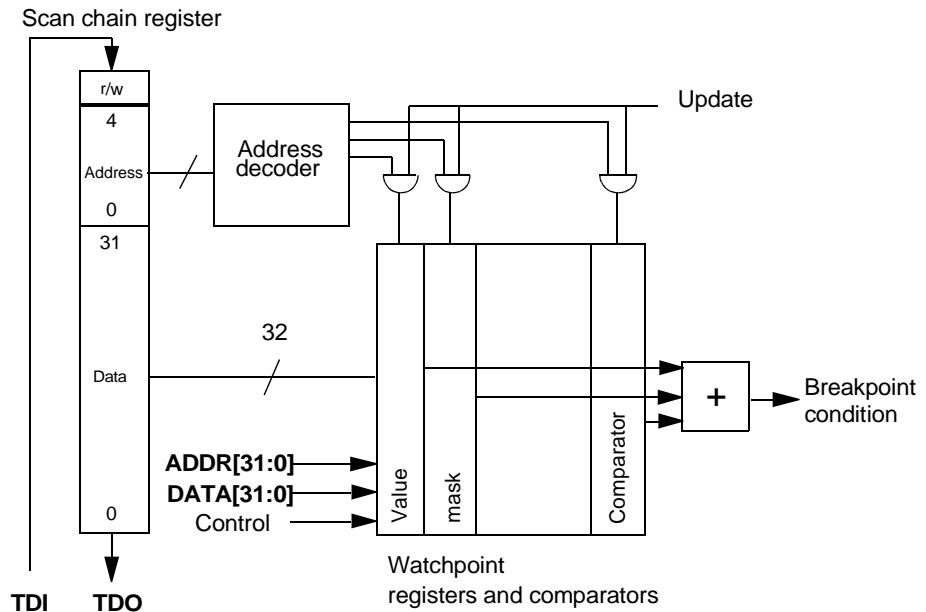 Scan chain register
r/w
4
Address
0
31
Data
0
TDI
TDO
Address
decoder
Update
32
ADDR[31:0]
DATA[31:0]
Control
Value
mask
Comparator
+
Breakpoint
condition
Watchpoint
registers and comparators